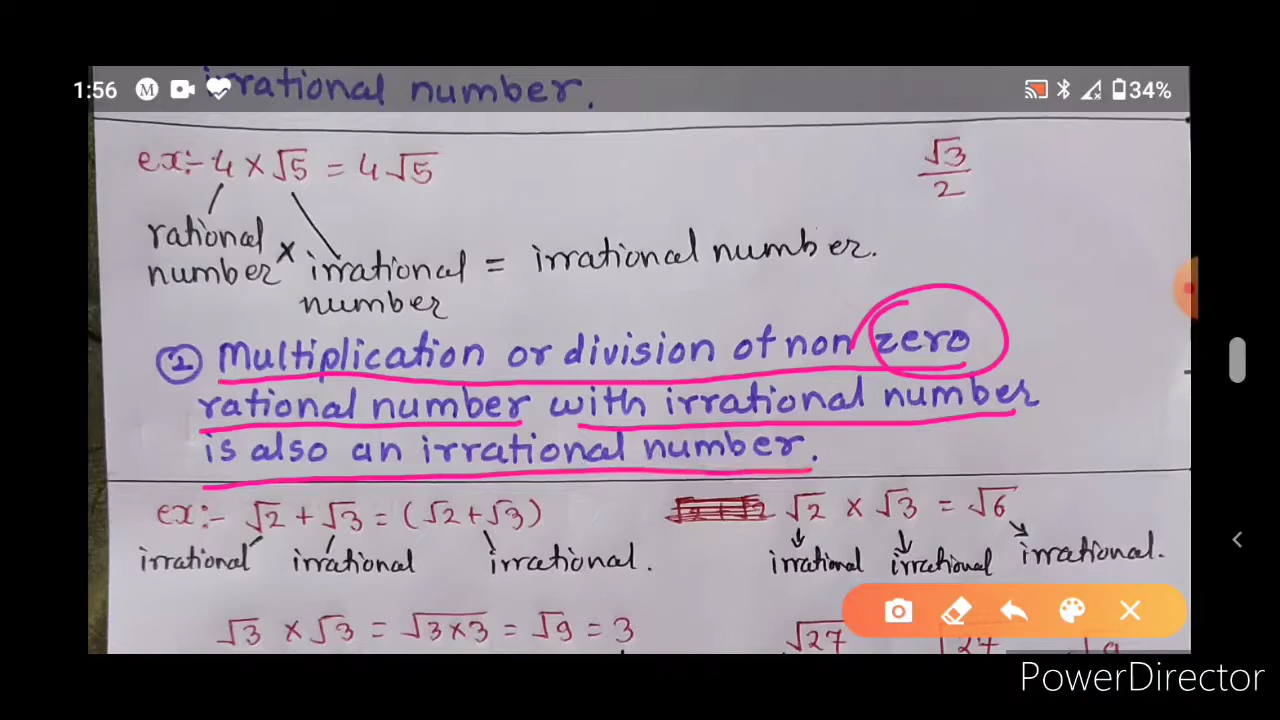 1:56
34%
irrational number.
ex:- 4 × √5 = 4√5
√3/2
rational number × irrational number = irrational number.
② Multiplication or division of non zero
rational number with irrational number
is also an irrational number.
ex:- √2 + √3 = (√2 + √3)
√2 × √3 = √6
irrational irrational irrational.
irrational irrational irrational.
√3 × √3 = √3×3 = √9 = 3
√27 √27
PowerDirector